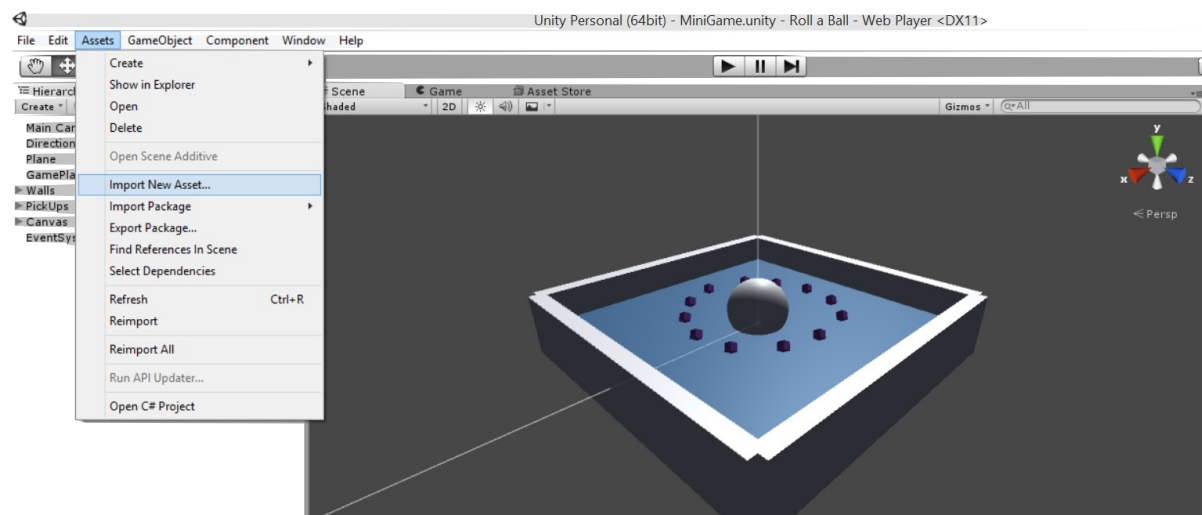 Unity Personal (64bit) - MiniGame.unity - Roll a Ball - Web Player <DX11>
File Edit Assets GameObject Component Window Help
Create
Show in Explorer
Open
Delete
Open Scene Additive
Import New Asset...
Import Package
Export Package...
Find References In Scene
Select Dependencies
Refresh Ctrl+R
Reimport
Reimport All
Run API Updater...
Open C# Project
Hierarc
Create
Main Car
Direction
Plane
GamePla
Walls
PickUps
Canvas
EventSys
Scene Game Asset Store
haded 2D Gizmos All
y
x z
Persp